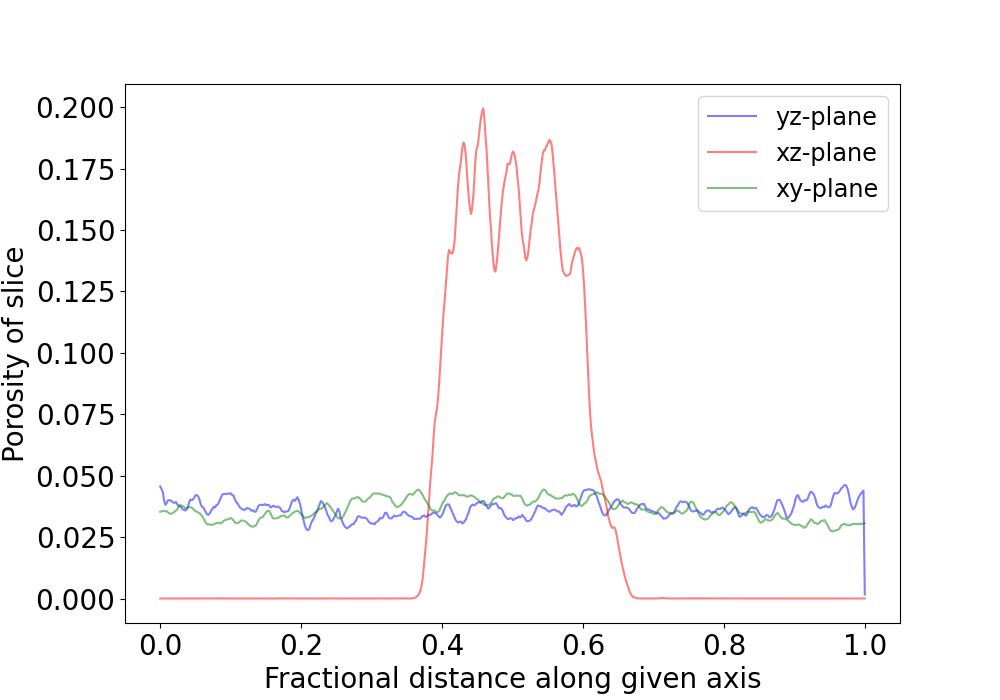 0.200
0.175
0.150
0.125
0.100
0.075
0.050
0.025
0.000
Porosity of slice
yz-plane
xz-plane
xy-plane
0.0 0.2 0.4 0.6 0.8 1.0
Fractional distance along given axis